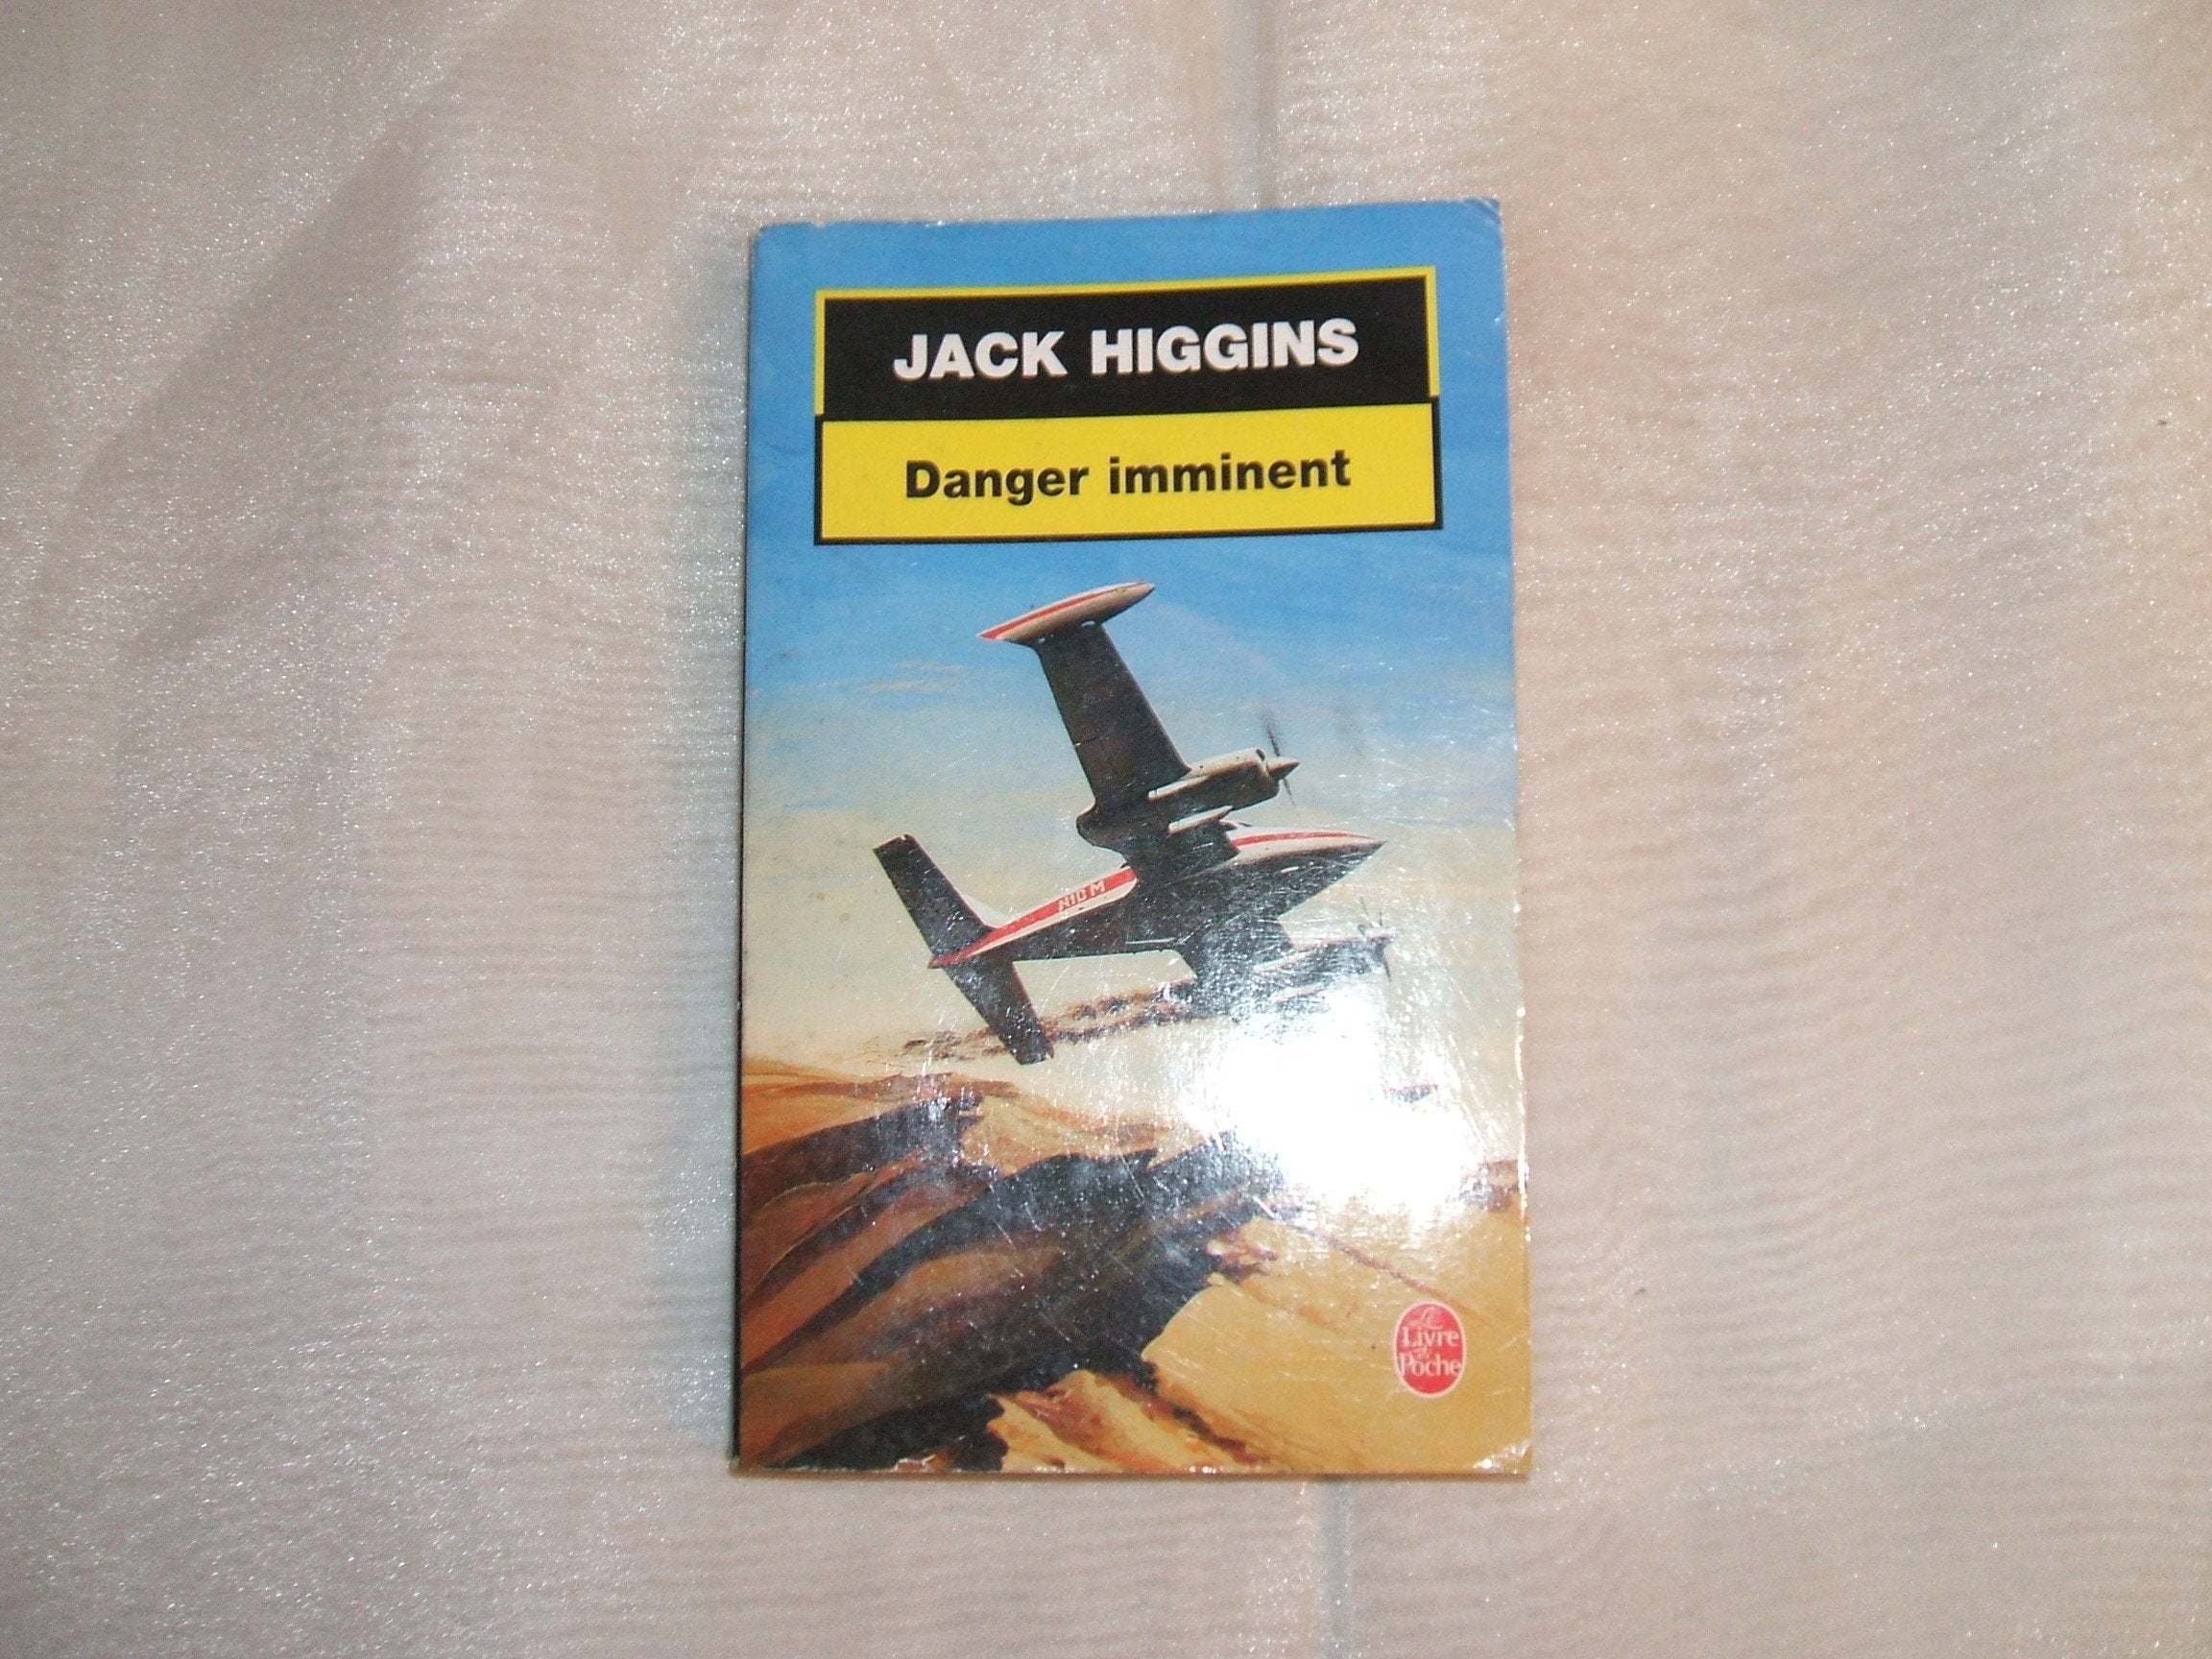 JACK HIGGINS
Danger imminent
N10M
Le
Livre
de
Poche